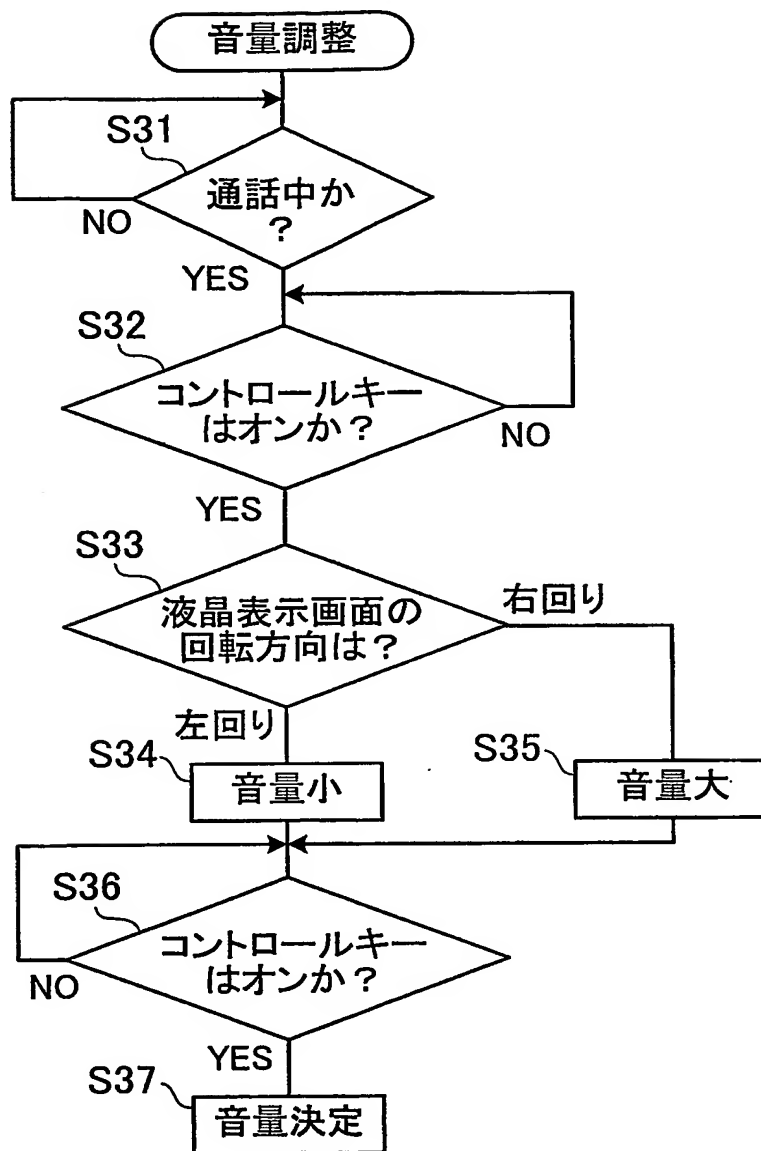 音量調整
S31
通話中か
?
NO
YES
S32
コントロールキー
はオンか?
NO
YES
S33
液晶表示画面の
回転方向は?
右回り
左回り
S34
音量小
S35
音量大
S36
コントロールキー
はオンか?
NO
YES
S37
音量決定